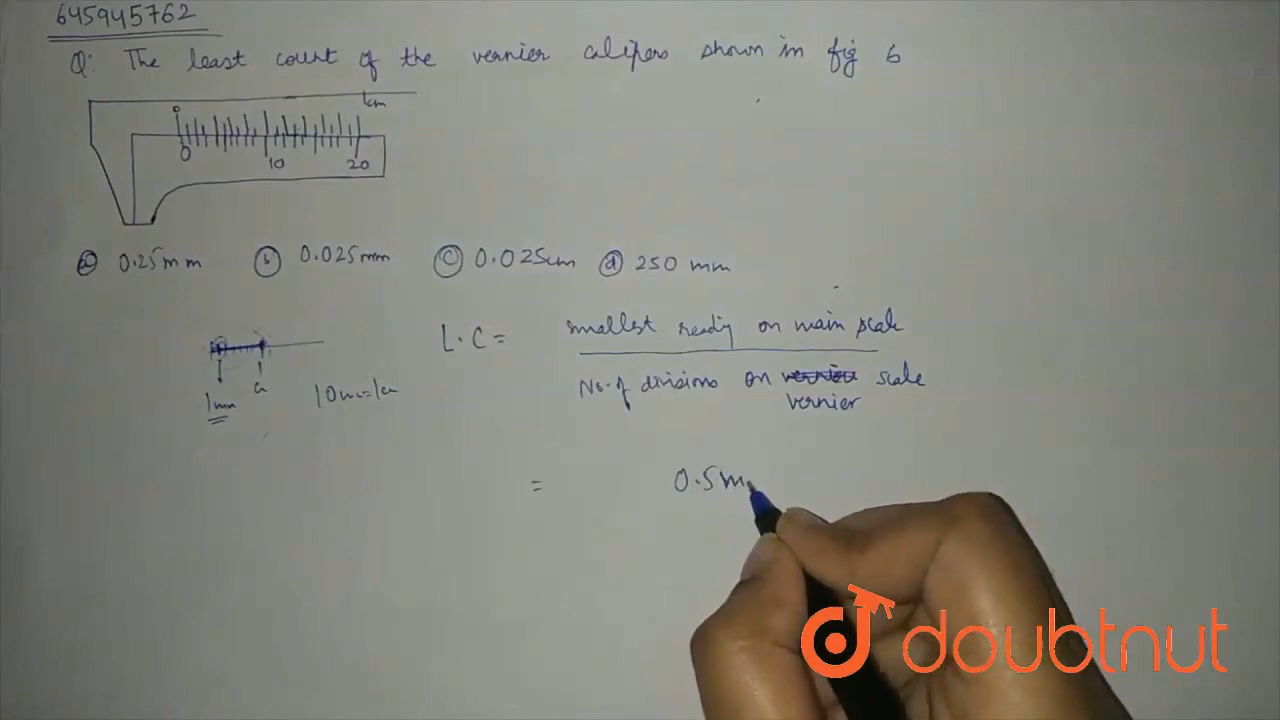 645945762
Q: The least count of the vernier calipers shown in fig 6
0 1cm
0 10 20
(a) 0.25mm (b) 0.025mm (c) 0.025cm (d) 250 mm
L.C = smallest ready on main scale
No. of divisions on scale
vernier
1mm 10mm=1cm
= 0.5m
doubtnut